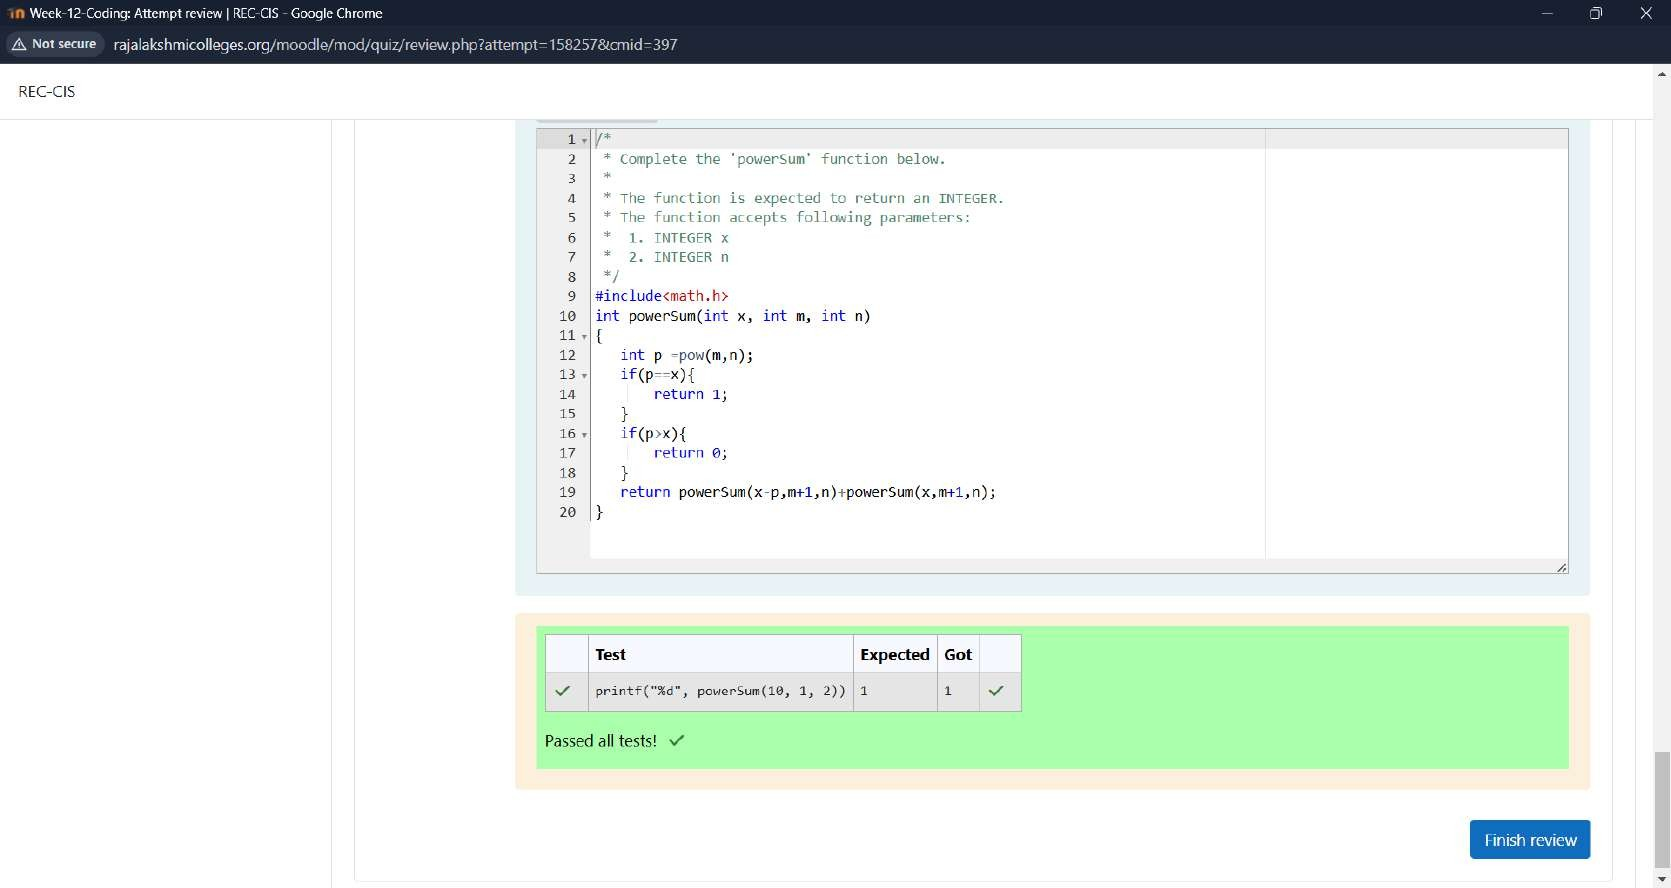 Week-12-Coding: Attempt review | REC-CIS - Google Chrome
Not secure rajalakshmicolleges.org/moodle/mod/quiz/review.php?attempt=158257&cmid=397
REC-CIS
1 /*
2 * Complete the 'powerSum' function below.
3 *
4 * The function is expected to return an INTEGER.
5 * The function accepts following parameters:
6 * 1. INTEGER x
7 * 2. INTEGER n
8 */
9 #include<math.h>
10 int powerSum(int x, int m, int n)
11 {
12 int p =pow(m,n);
13 if(p==x){
14 return 1;
15 }
16 if(p>x){
17 return 0;
18 }
19 return powerSum(x-p,m+1,n)+powerSum(x,m+1,n);
20 }
Test Expected Got
printf("%d", powerSum(10, 1, 2)) 1 1
Passed all tests!
Finish review